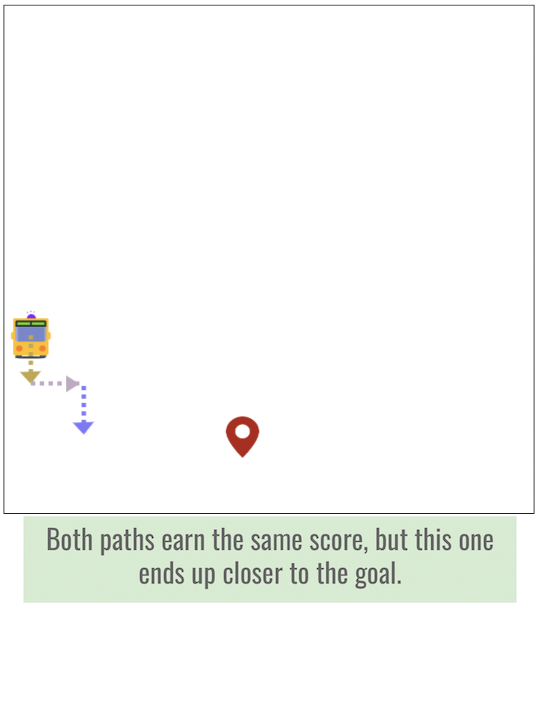 Both paths earn the same score, but this one
ends up closer to the goal.